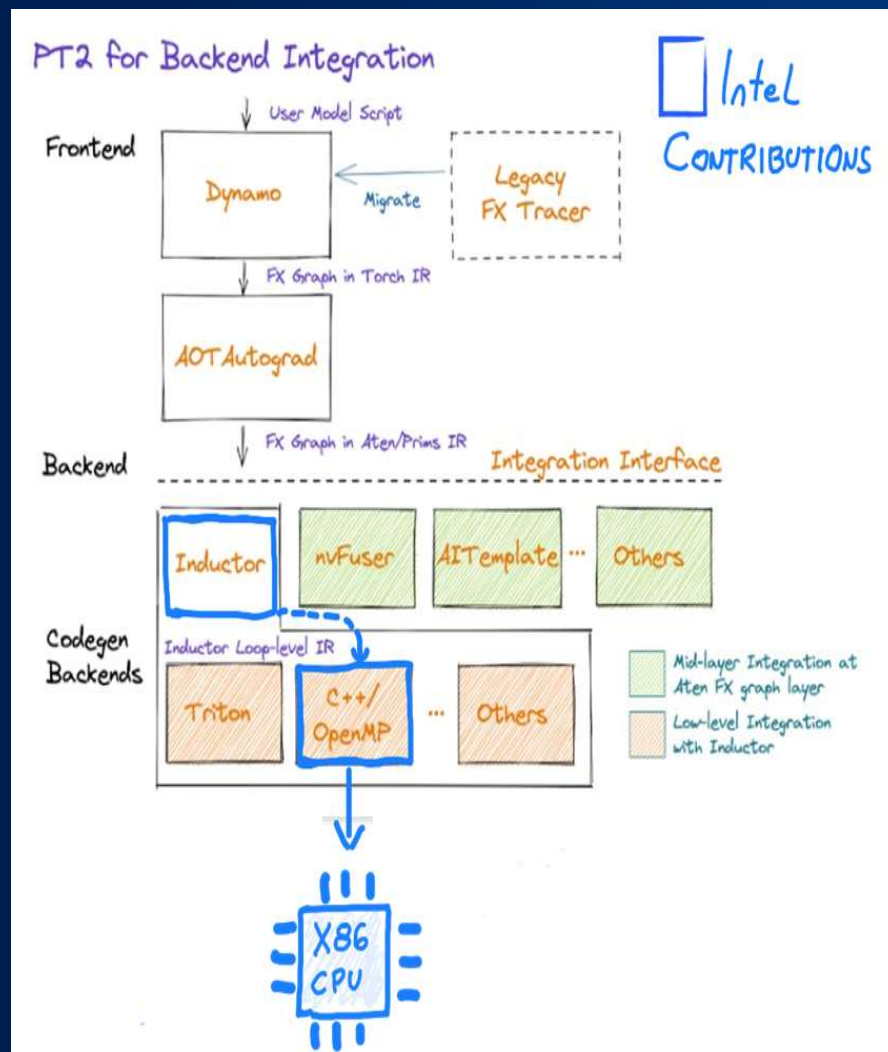 PT2 for Backend Integration
Intel
CONTRIBUTIONS
User Model Script
Frontend
Dynamo
Migrate
Legacy
FX Tracer
FX Graph in Torch IR
AOTAutograd
FX Graph in Aten/Prims IR
Backend
Integration Interface
Inductor
nvFuser
AITemplate
...
Others
Codegen
Backends
Inductor Loop-level IR
Triton
C++/
OpenMP
...
Others
Mid-layer Integration at
Aten FX graph layer
Low-level Integration
with Inductor
X86
CPU